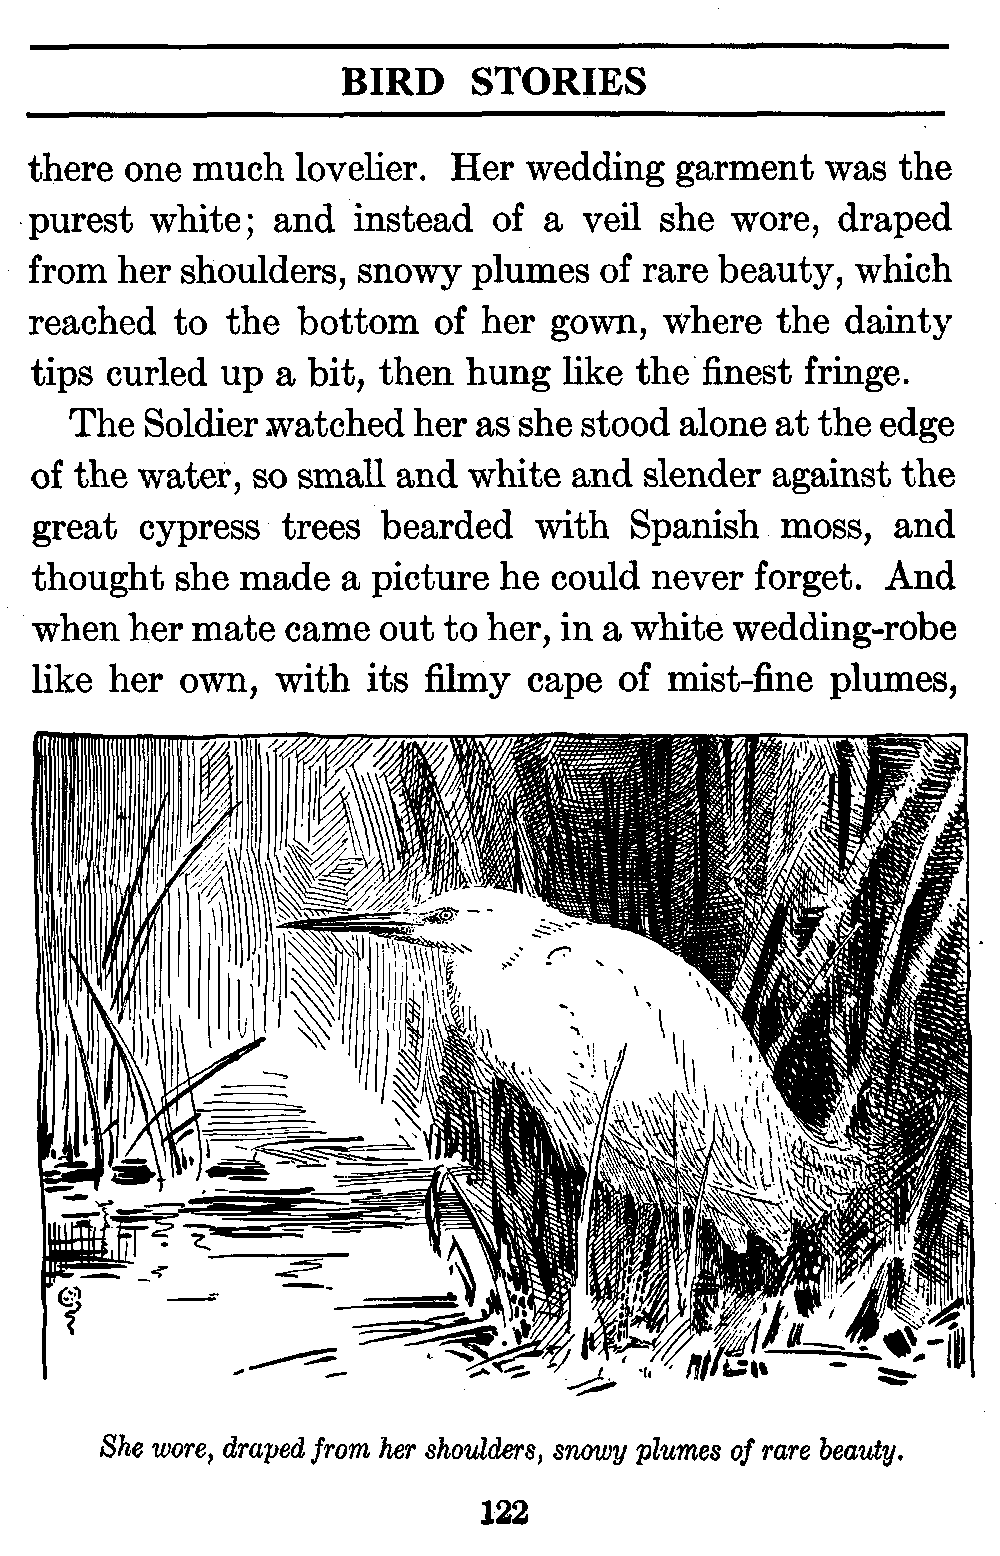 BIRD STORIES
there one much lovelier. Her wedding garment was the
purest white; and instead of a veil she wore, draped
from her shoulders, snowy plumes of rare beauty, which
reached to the bottom of her gown, where the dainty
tips curled up a bit, then hung like the finest fringe.
The Soldier watched her as she stood alone at the edge
of the water, so small and white and slender against the
great cypress trees bearded with Spanish moss, and
thought she made a picture he could never forget. And
when her mate came out to her, in a white wedding-robe
like her own, with its filmy cape of mist-fine plumes,
She wore, draped from her shoulders, snowy plumes of rare beauty.
122